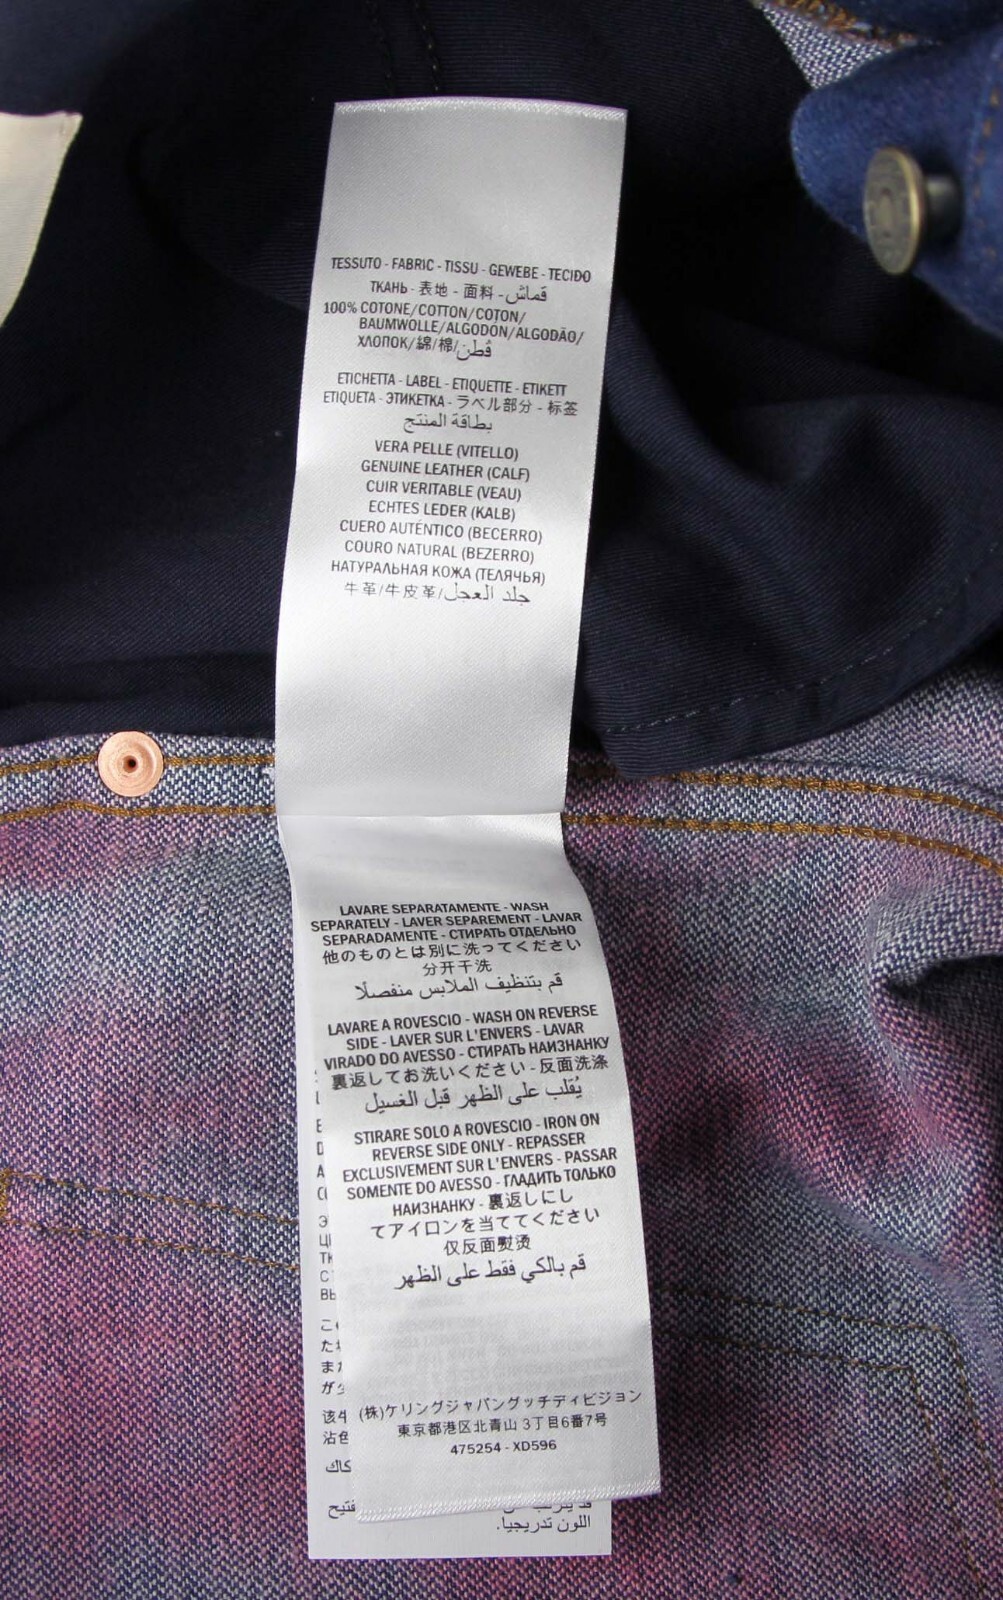 TESSUTO - FABRIC - TISSU - GEWEBE - TECIDO
ТКАНЬ - 表地 - 面料 - قماش
100% COTONE/COTTON/COTON/
BAUMWOLLE/ALGODÓN/ALGODÃO/
ХЛОПОК/綿/棉/قطن
ETICHETTA - LABEL - ETIQUETTE - ETIKETT
ETIQUETA - ЭТИКЕТКА - ラベル部分 - 标签
بطاقة المنتج
VERA PELLE (VITELLO)
GENUINE LEATHER (CALF)
CUIR VERITABLE (VEAU)
ECHTES LEDER (KALB)
CUERO AUTÉNTICO (BECERRO)
COURO NATURAL (BEZERRO)
НАТУРАЛЬНАЯ КОЖА (ТЕЛЯЧЬЯ)
牛革/牛皮革/جلد العجل
LAVARE SEPARATAMENTE - WASH
SEPARATELY - LAVER SEPAREMENT - LAVAR
SEPARADAMENTE - СТИРАТЬ ОТДЕЛЬНО
他のものとは別に洗ってください
分开干洗
قم بتنظيف الملابس منفصلًا
LAVARE A ROVESCIO - WASH ON REVERSE
SIDE - LAVER SUR L'ENVERS - LAVAR
VIRADO DO AVESSO - СТИРАТЬ НАИЗНАНКУ
裏返してお洗いください - 反面洗涤
يُقلب على الظهر قبل الغسيل
STIRARE SOLO A ROVESCIO - IRON ON
REVERSE SIDE ONLY - REPASSER
EXCLUSIVEMENT SUR L'ENVERS - PASSAR
SOMENTE DO AVESSO - ГЛАДИТЬ ТОЛЬКО
НАИЗНАНКУ - 裏返しにし
てアイロンを当ててください
仅反面熨烫
قم بالكي فقط على الظهر
(株)ケリングジャパングッチディビジョン
東京都港区北青山 3丁目6番7号
475254 - XD596
اللون تدريجيا.